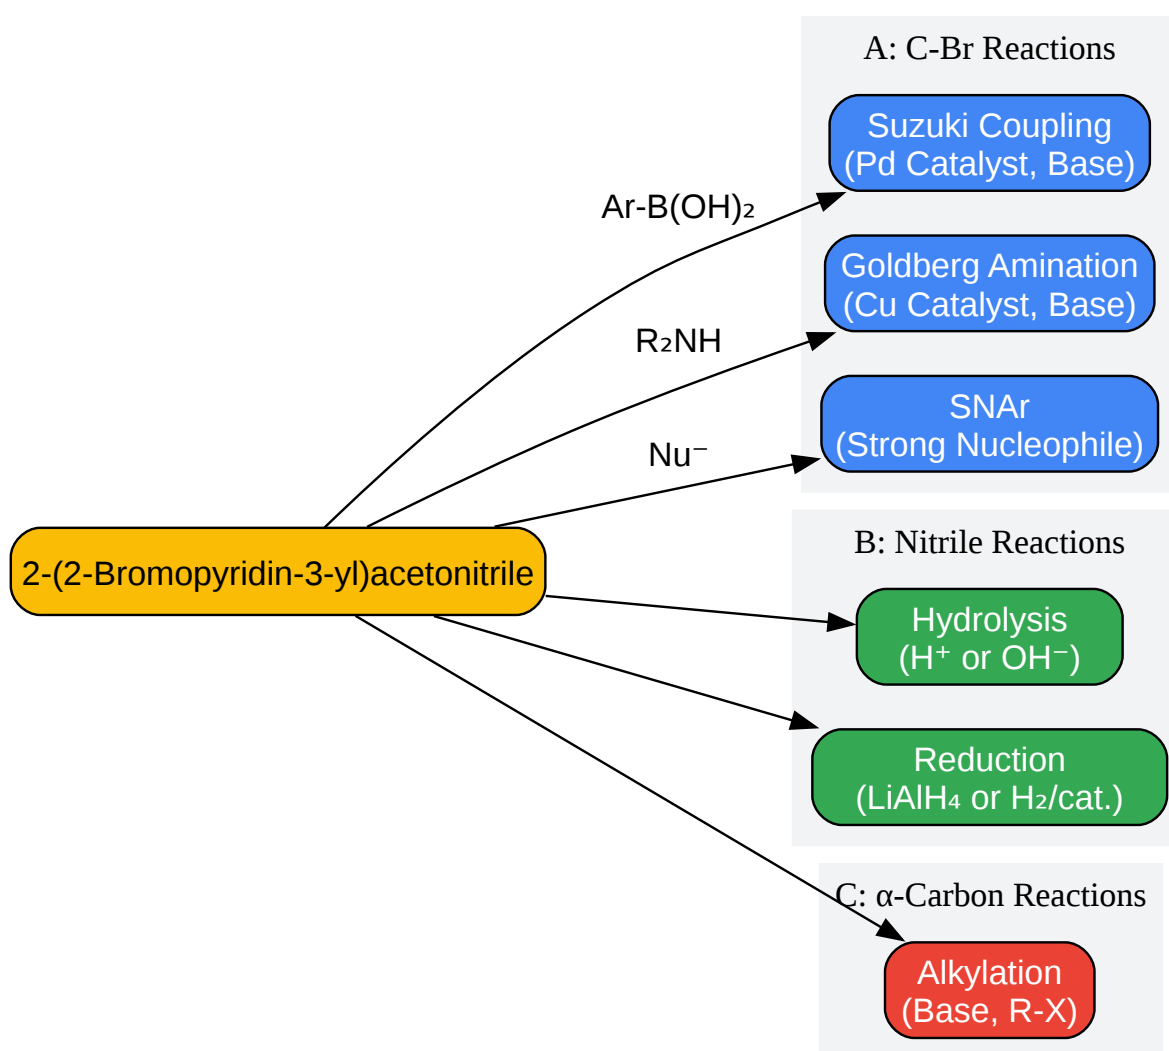 A: C-Br Reactions
Suzuki Coupling
(Pd Catalyst, Base)
Ar-B(OH)₂
Goldberg Amination
(Cu Catalyst, Base)
R₂NH
SNAr
(Strong Nucleophile)
Nu⁻
2-(2-Bromopyridin-3-yl)acetonitrile
B: Nitrile Reactions
Hydrolysis
(H⁺ or OH⁻)
Reduction
(LiAlH₄ or H₂/cat.)
C: α-Carbon Reactions
Alkylation
(Base, R-X)